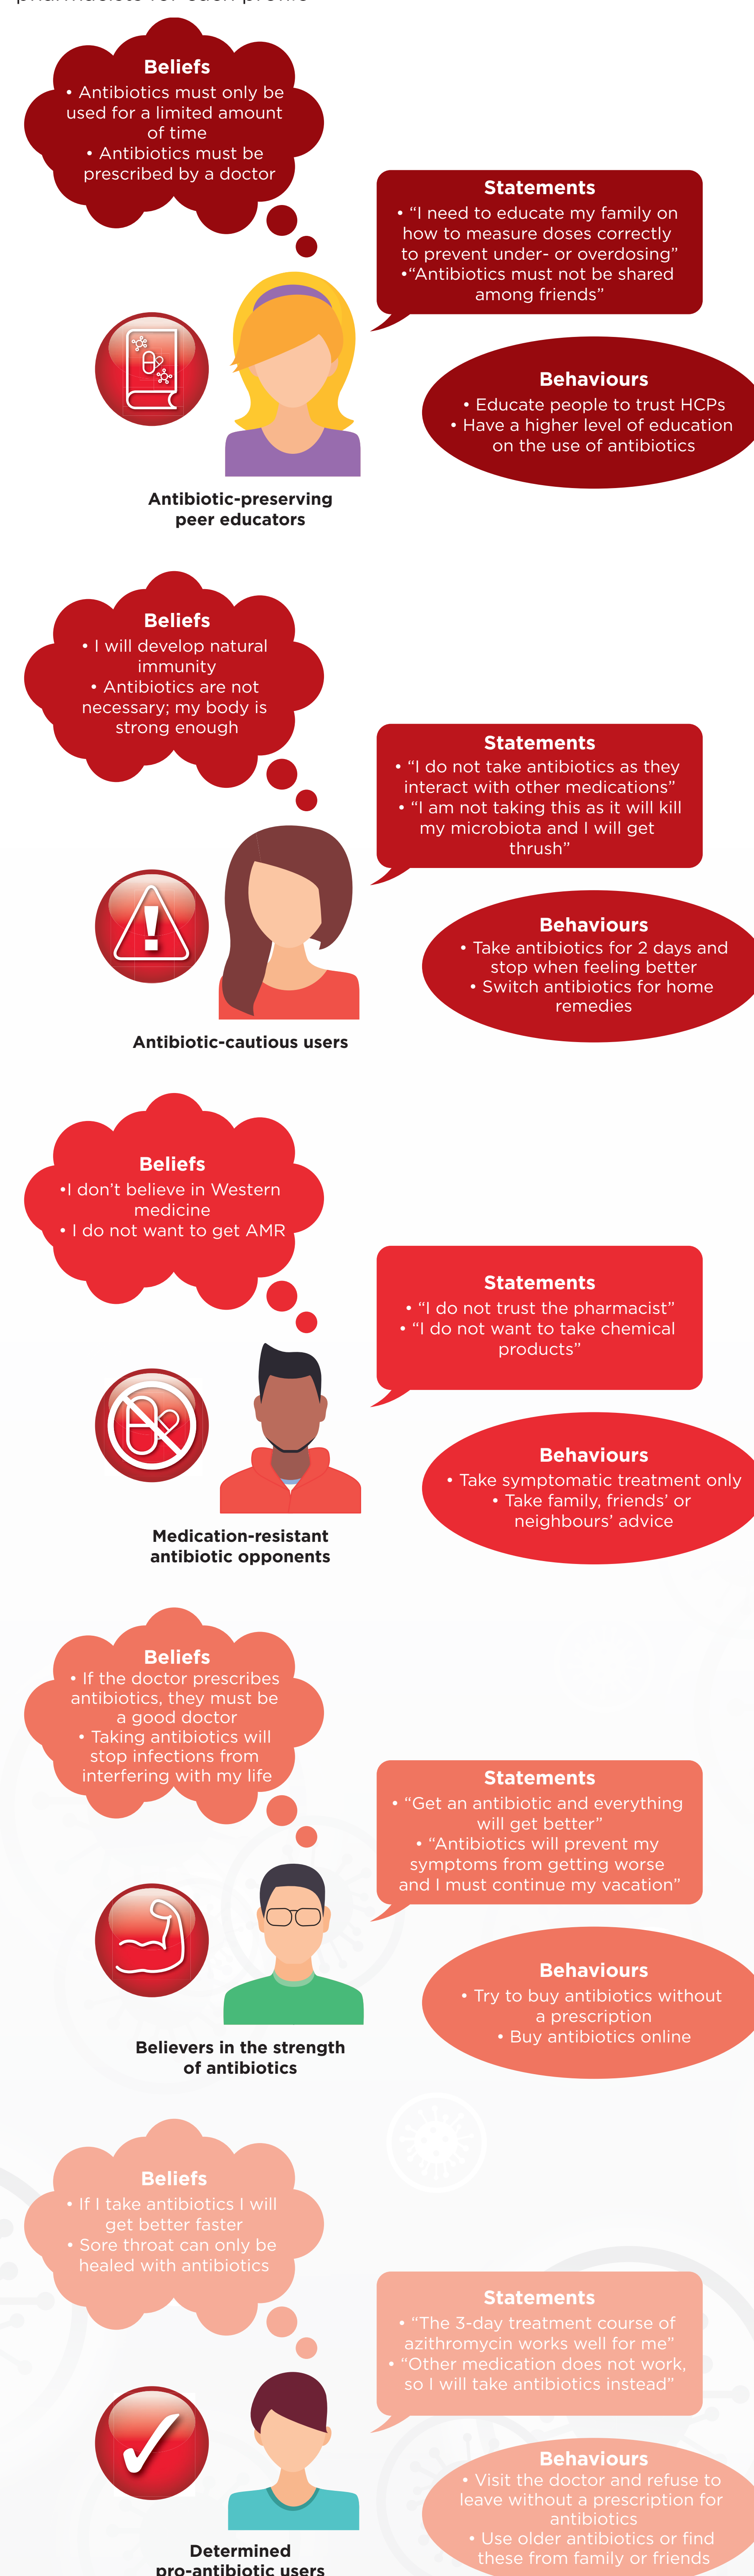 pharmacists for each profile
Beliefs
• Antibiotics must only be
used for a limited amount
of time
• Antibiotics must be
prescribed by a doctor
Statements
• “I need to educate my family on
how to measure doses correctly
to prevent under- or overdosing”
•“Antibiotics must not be shared
among friends”
Behaviours
• Educate people to trust HCPs
• Have a higher level of education
on the use of antibiotics
Antibiotic-preserving
peer educators
Beliefs
• I will develop natural
immunity
• Antibiotics are not
necessary; my body is
strong enough
Statements
• “I do not take antibiotics as they
interact with other medications”
• “I am not taking this as it will kill
my microbiota and I will get
thrush”
Behaviours
• Take antibiotics for 2 days and
stop when feeling better
• Switch antibiotics for home
remedies
Antibiotic-cautious users
Beliefs
•I don’t believe in Western
medicine
• I do not want to get AMR
Statements
• “I do not trust the pharmacist”
• “I do not want to take chemical
products”
Behaviours
• Take symptomatic treatment only
• Take family, friends’ or
neighbours’ advice
Medication-resistant
antibiotic opponents
Beliefs
• If the doctor prescribes
antibiotics, they must be
a good doctor
• Taking antibiotics will
stop infections from
interfering with my life
Statements
• “Get an antibiotic and everything
will get better”
• “Antibiotics will prevent my
symptoms from getting worse
and I must continue my vacation”
Behaviours
• Try to buy antibiotics without
a prescription
• Buy antibiotics online
Believers in the strength
of antibiotics
Beliefs
• If I take antibiotics I will
get better faster
• Sore throat can only be
healed with antibiotics
Statements
• “The 3-day treatment course of
azithromycin works well for me”
• “Other medication does not work,
so I will take antibiotics instead”
Behaviours
• Visit the doctor and refuse to
leave without a prescription for
antibiotics
• Use older antibiotics or find
these from family or friends
Determined
pro-antibiotic users